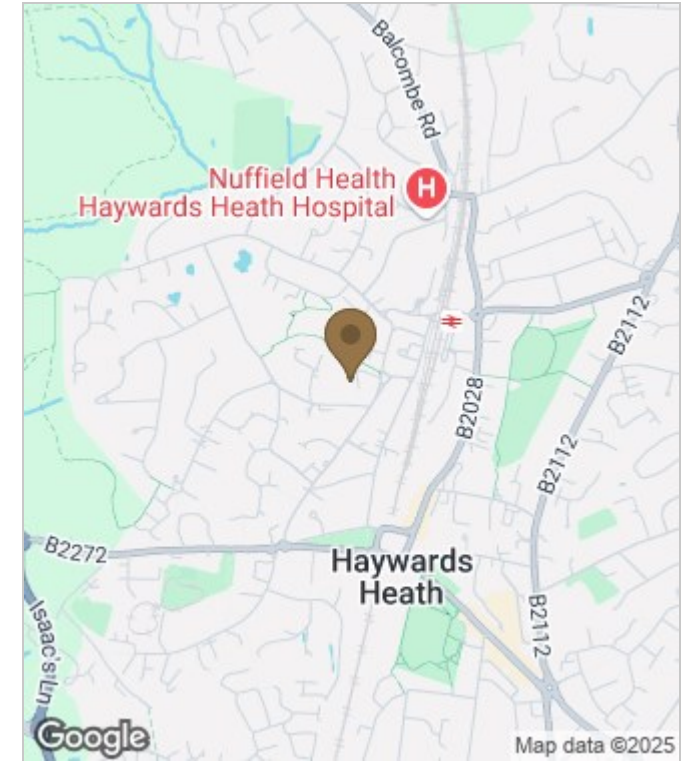 Balcombe Rd
Nuffield Health
Haywards Heath Hospital
H
B2112
B2028
B2112
B2272
Haywards
Heath
B2112
Isaac's Ln
Google
Map data ©2025